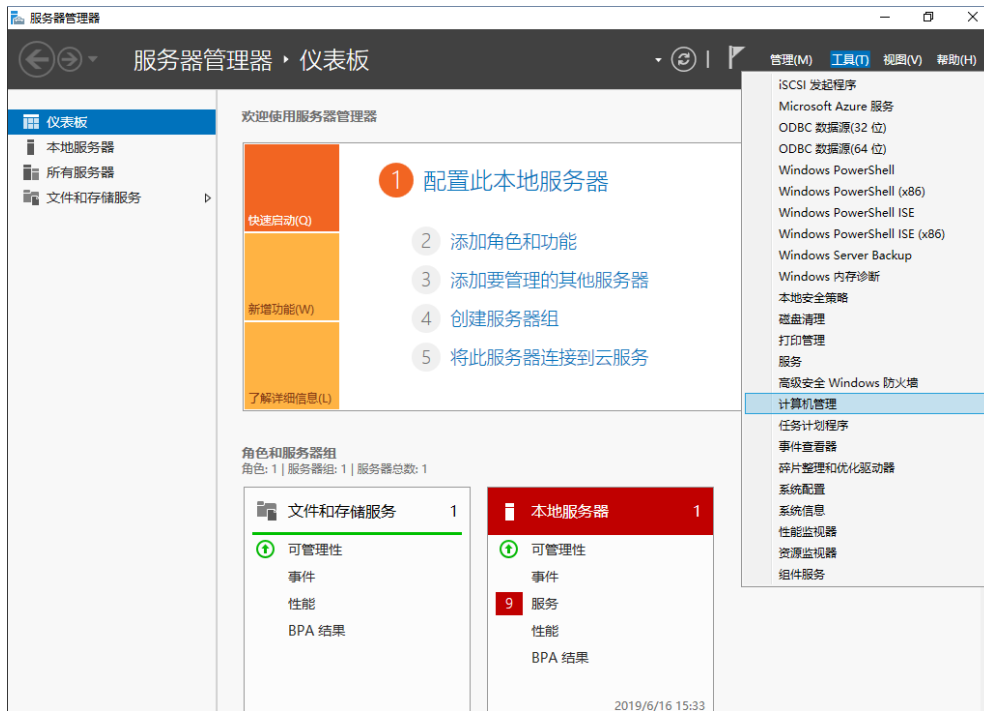 服务器管理器
服务器管理器 · 仪表板
管理(M) 工具(T) 视图(V) 帮助(H)
仪表板
本地服务器
所有服务器
文件和存储服务
欢迎使用服务器管理器
快速启动(Q)
新增功能(W)
了解详细信息(L)
1 配置此本地服务器
2 添加角色和功能
3 添加要管理的其他服务器
4 创建服务器组
5 将此服务器连接到云服务
角色和服务器组
角色: 1 | 服务器组: 1 | 服务器总数: 1
文件和存储服务 1
可管理性
事件
性能
BPA 结果
本地服务器 1
可管理性
事件
9 服务
性能
BPA 结果
2019/6/16 15:33
iSCSI 发起程序
Microsoft Azure 服务
ODBC 数据源(32 位)
ODBC 数据源(64 位)
Windows PowerShell
Windows PowerShell (x86)
Windows PowerShell ISE
Windows PowerShell ISE (x86)
Windows Server Backup
Windows 内存诊断
本地安全策略
磁盘清理
打印管理
服务
高级安全 Windows 防火墙
计算机管理
任务计划程序
事件查看器
碎片整理和优化驱动器
系统配置
系统信息
性能监视器
资源监视器
组件服务